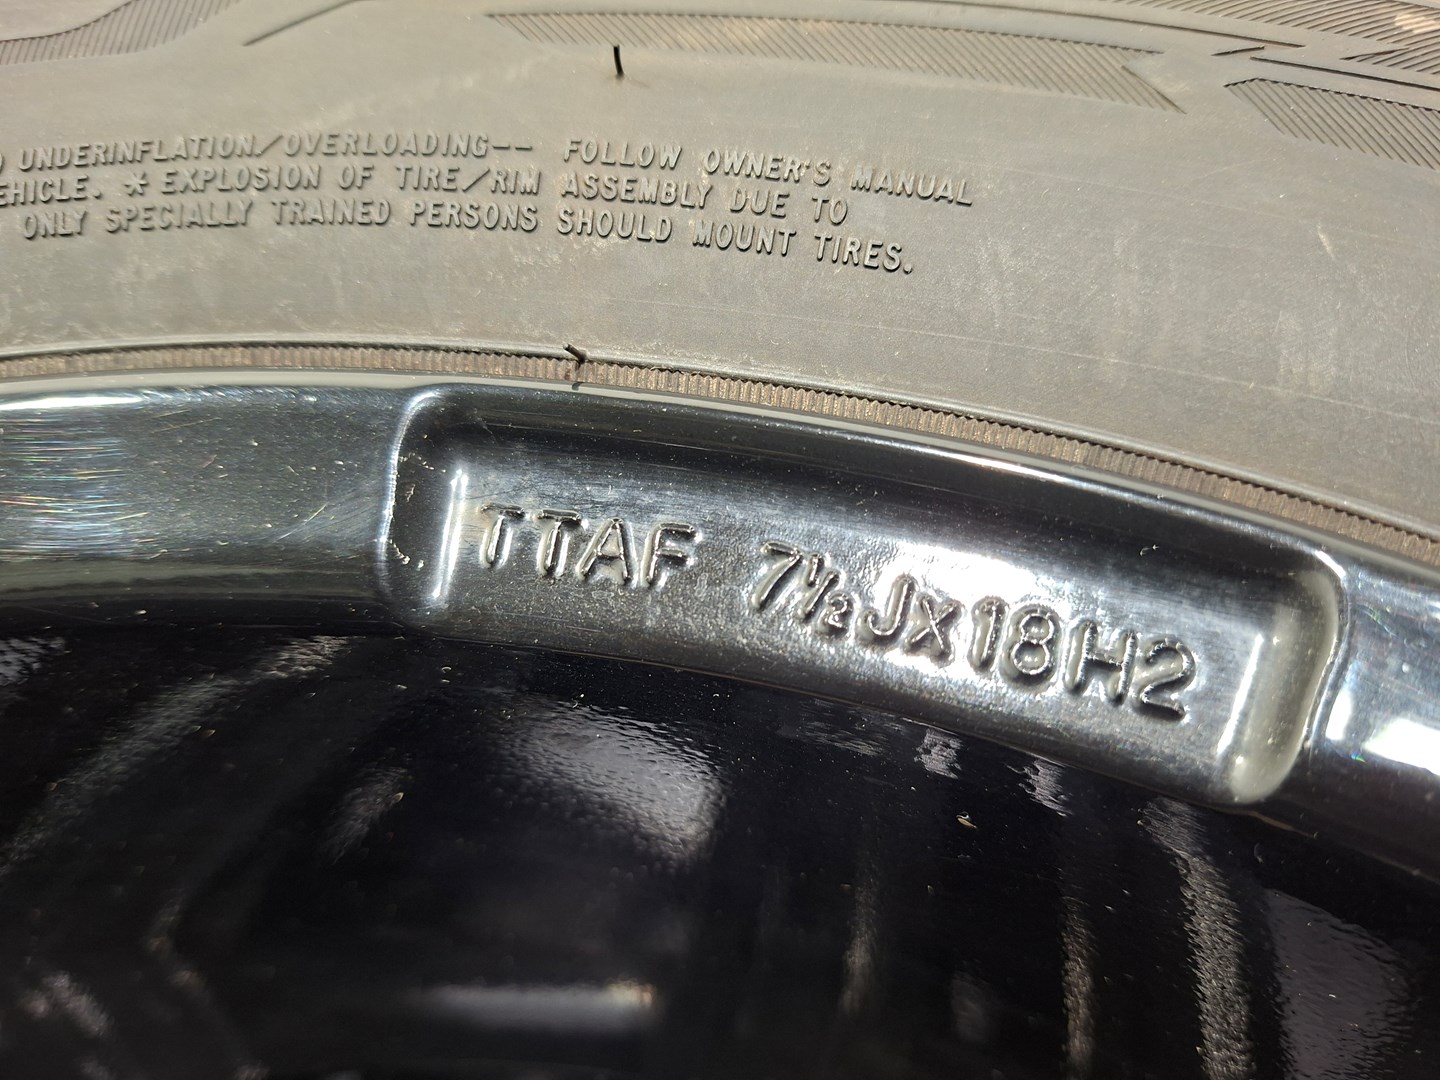 UNDERINFLATION/OVERLOADING-- FOLLOW OWNER'S MANUAL
EHICLE. * EXPLOSION OF TIRE/RIM ASSEMBLY DUE TO
ONLY SPECIALLY TRAINED PERSONS SHOULD MOUNT TIRES.
TTAF 7½JX18H2